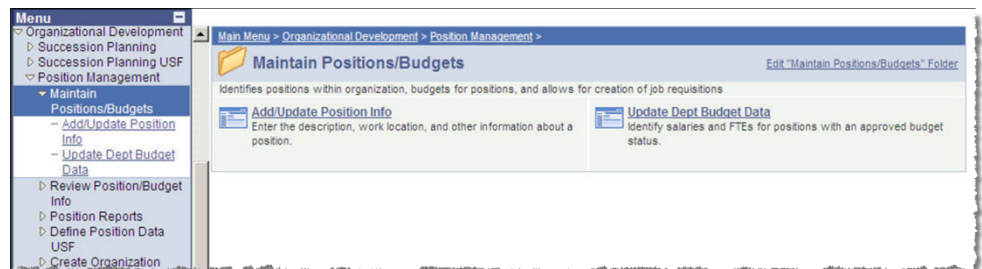 Menu
Organizational Development
Succession Planning
Succession Planning USF
Position Management
Maintain
Positions/Budgets
– Add/Update Position
Info
– Update Dept Budget
Data
Review Position/Budget
Info
Position Reports
Define Position Data
USF
Create Organization
Main Menu > Organizational Development > Position Management >
Maintain Positions/Budgets
Edit "Maintain Positions/Budgets" Folder
Identifies positions within organization, budgets for positions, and allows for creation of job requisitions
Add/Update Position Info
Enter the description, work location, and other information about a
position.
Update Dept Budget Data
Identify salaries and FTEs for positions with an approved budget
status.